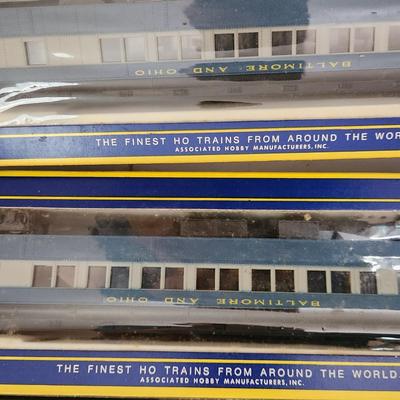 BALTIMORE AND OHIO
THE FINEST HO TRAINS FROM AROUND THE WOR
ASSOCIATED HOBBY MANUFACTURERS, INC.
BALTIMORE AND OHIO
THE FINEST HO TRAINS FROM AROUND THE WORLD.
ASSOCIATED HOBBY MANUFACTURERS, INC.